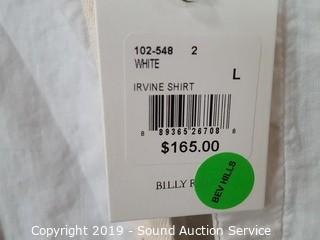 102-548 2
WHITE
L
IRVINE SHIRT
8 89365 26708 6
$165.00
BILLY
BEV HILLS
Copyright 2019 - Sound Auction Service